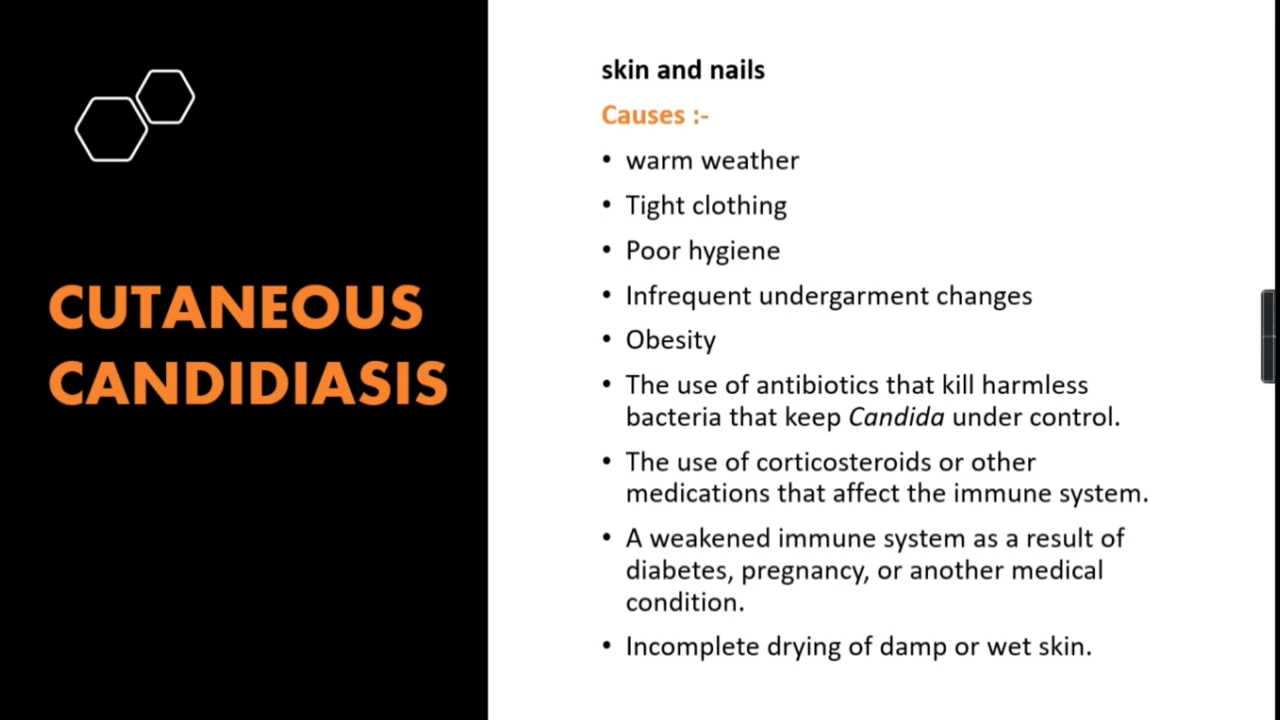 CUTANEOUS
CANDIDIASIS
skin and nails
Causes :-
• warm weather
• Tight clothing
• Poor hygiene
• Infrequent undergarment changes
• Obesity
• The use of antibiotics that kill harmless
bacteria that keep Candida under control.
• The use of corticosteroids or other
medications that affect the immune system.
• A weakened immune system as a result of
diabetes, pregnancy, or another medical
condition.
• Incomplete drying of damp or wet skin.